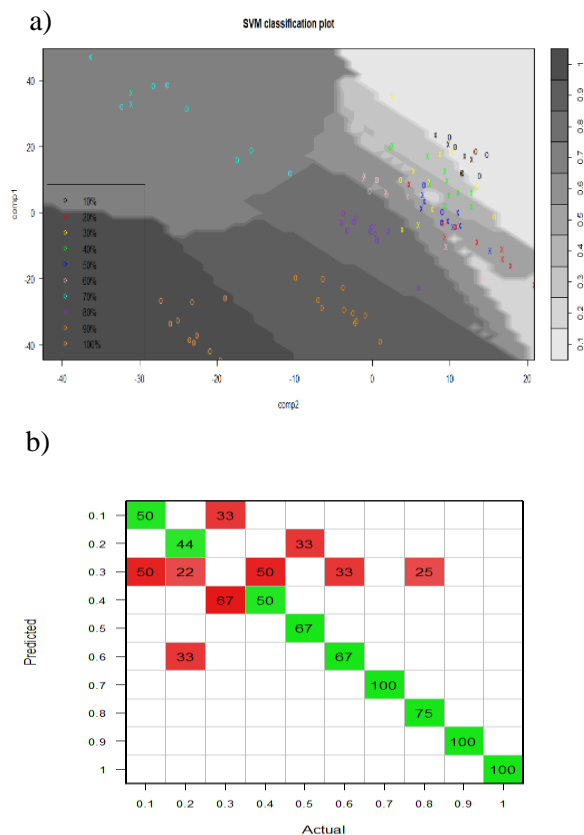 a)
SVM classification plot
comp1
40
20
0
-20
-40
10%
20%
30%
40%
50%
60%
70%
80%
90%
100%
-40 -30 -20 -10 0 10 20
comp2
1
0.9
0.8
0.7
0.6
0.5
0.4
0.3
0.2
0.1
b)
Predicted
0.1 50 33
0.2 44 33
0.3 50 22 50 33 25
0.4 67 50
0.5 67
0.6 33 67
0.7 100
0.8 75
0.9 100
1 100
0.1 0.2 0.3 0.4 0.5 0.6 0.7 0.8 0.9 1
Actual